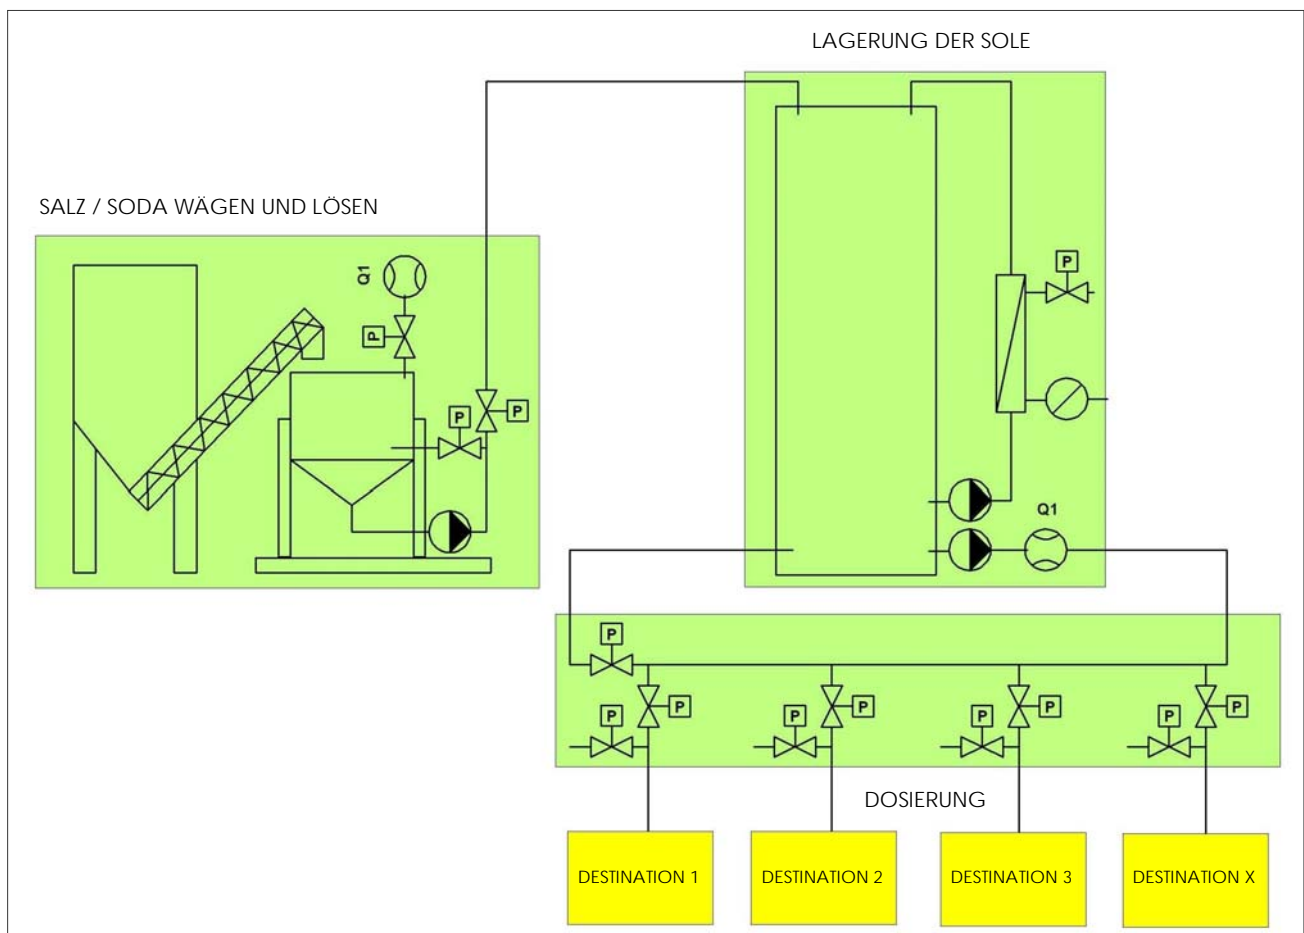 LAGERUNG DER SOLE
SALZ / SODA WÄGEN UND LÖSEN
Q1
P
P
P
P
Q1
P
P
P
P
P
P
P
P
P
DOSIERUNG
DESTINATION 1
DESTINATION 2
DESTINATION 3
DESTINATION X